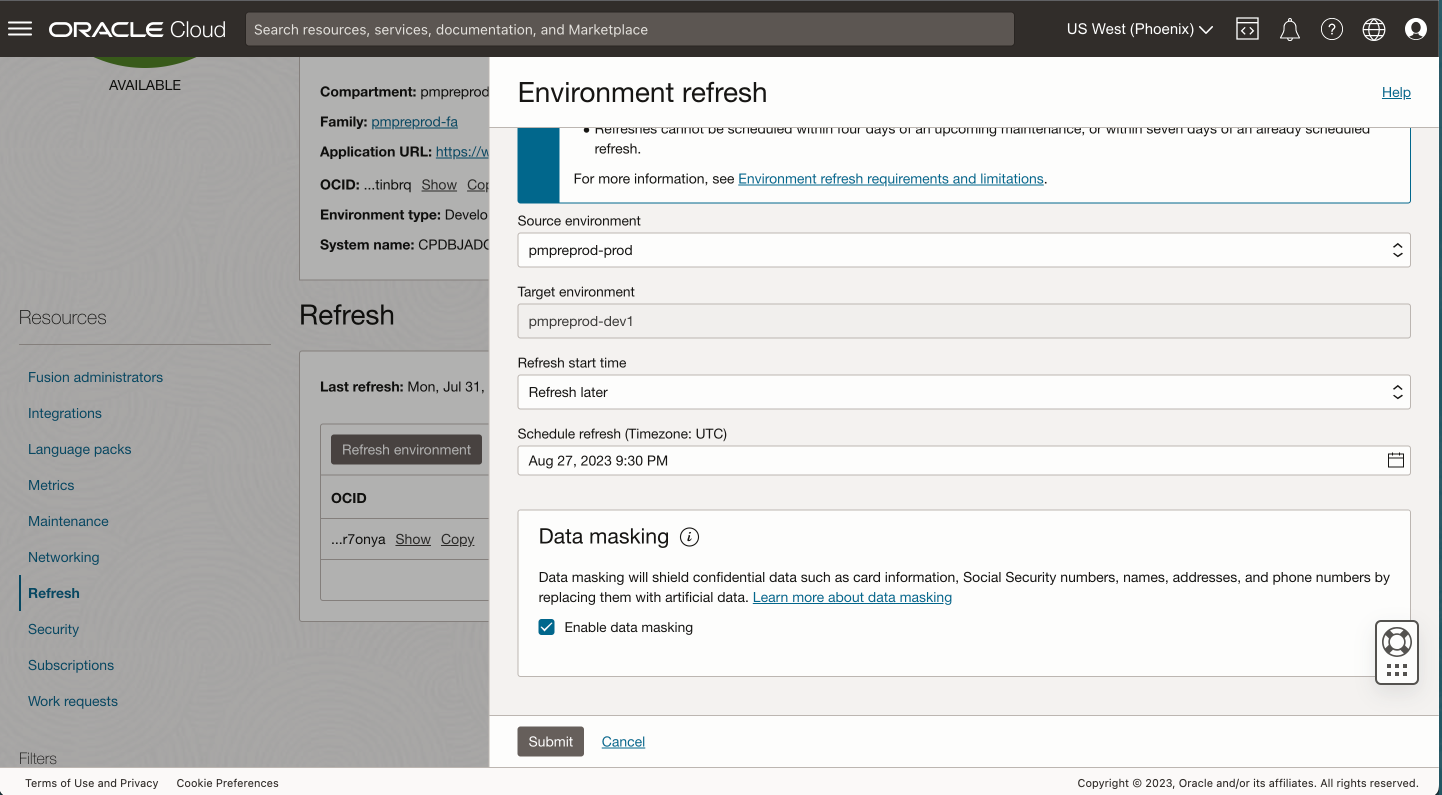 ORACLE Cloud
Search resources, services, documentation, and Marketplace
US West (Phoenix)
AVAILABLE
Compartment: pmpreprod
Family: pmpreprod-fa
Application URL: https://w
OCID: ...tinbrq Show Cop
Environment type: Develo
System name: CPDBJADC
Resources
Fusion administrators
Integrations
Language packs
Metrics
Maintenance
Networking
Refresh
Security
Subscriptions
Work requests
Filters
Refresh
Last refresh: Mon, Jul 31,
Refresh environment
OCID
...r7onya Show Copy
Environment refresh
Help
• Refreshes cannot be scheduled within four days of an upcoming maintenance, or within seven days of an already scheduled
refresh.
For more information, see Environment refresh requirements and limitations.
Source environment
pmpreprod-prod
Target environment
pmpreprod-dev1
Refresh start time
Refresh later
Schedule refresh (Timezone: UTC)
Aug 27, 2023 9:30 PM
Data masking
Data masking will shield confidential data such as card information, Social Security numbers, names, addresses, and phone numbers by
replacing them with artificial data. Learn more about data masking
Enable data masking
Submit Cancel
Terms of Use and Privacy Cookie Preferences
Copyright © 2023, Oracle and/or its affiliates. All rights reserved.